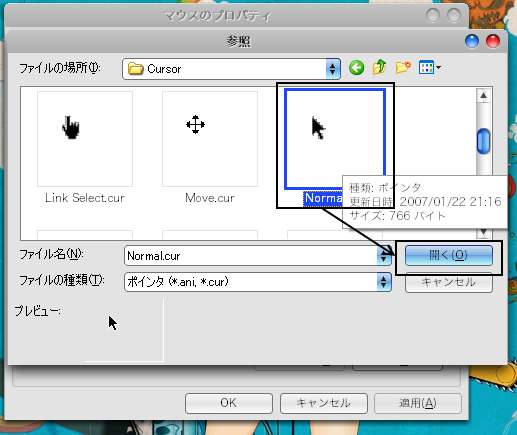 マウスのプロパティ
参照
ファイルの場所(I):
Cursor
Link Select.cur
Move.cur
Norma
種類: ポインタ
更新日時: 2007/01/22 21:16
サイズ: 766 バイト
ファイル名(N):
Normal.cur
開く(O)
ファイルの種類(T):
ポインタ (*.ani, *.cur)
キャンセル
プレビュー:
OK
キャンセル
適用(A)